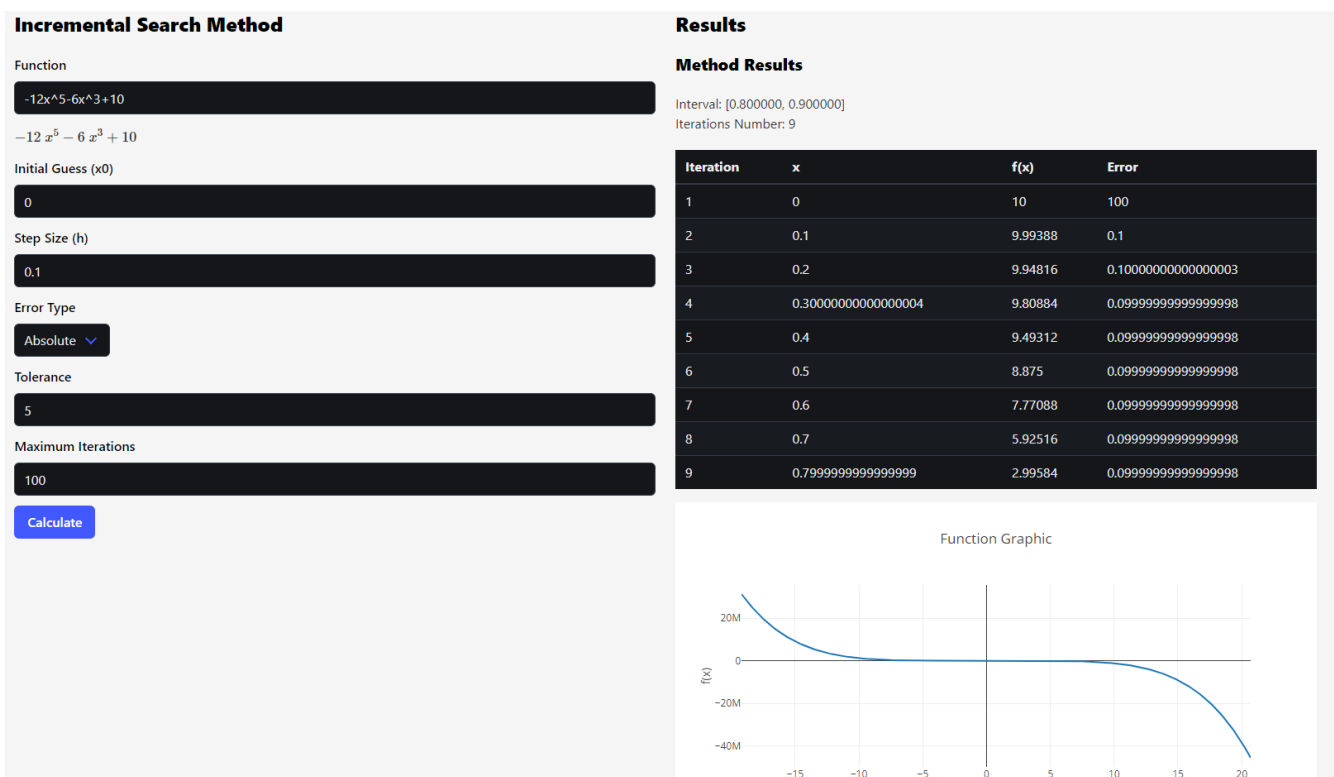 Incremental Search Method
Function
-12x^5-6x^3+10
−12 x⁵ − 6 x³ + 10
Initial Guess (x0)
0
Step Size (h)
0.1
Error Type
Absolute
Tolerance
5
Maximum Iterations
100
Calculate
Results
Method Results
Interval: [0.800000, 0.900000]
Iterations Number: 9
Iteration x f(x) Error
1 0 10 100
2 0.1 9.99388 0.1
3 0.2 9.94816 0.10000000000000003
4 0.30000000000000004 9.80884 0.09999999999999998
5 0.4 9.49312 0.09999999999999998
6 0.5 8.875 0.09999999999999998
7 0.6 7.77088 0.09999999999999998
8 0.7 5.92516 0.09999999999999998
9 0.7999999999999999 2.99584 0.09999999999999998
Function Graphic
20M
0
f(x)
−20M
−40M
−15 −10 −5 0 5 10 15 20